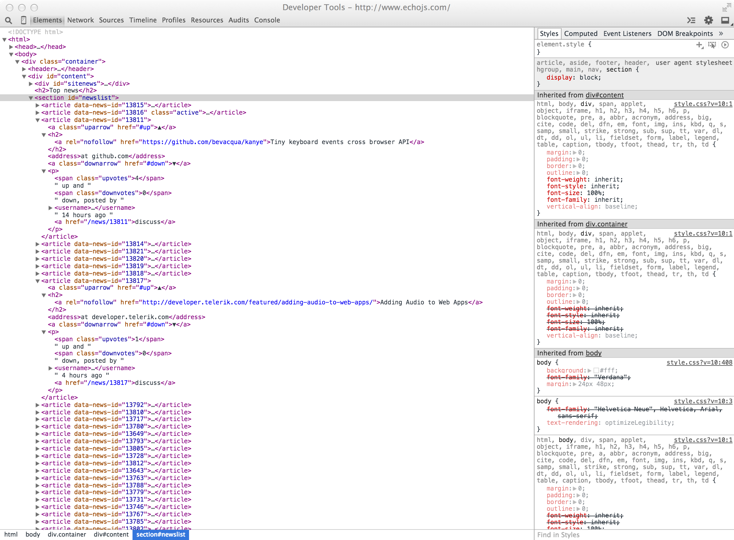 Developer Tools - http://www.echojs.com/
Elements Network Sources Timeline Profiles Resources Audits Console
<!DOCTYPE html>
▼<html>
▶<head>…</head>
▼<body>
▼<div class="container">
▶<header>…</header>
▼<div id="content">
▶<div id="sitenews">…</div>
<h2>Top news</h2>
▼<section id="newslist">
▶<article data-news-id="13815">…</article>
▶<article data-news-id="13816" class="active">…</article>
▼<article data-news-id="13811">
<a class="uparrow" href="#up">▲</a>
▼<h2>
<a rel="nofollow" href="https://github.com/bevacqua/kanye">Tiny keyboard events cross browser API</a>
</h2>
<address>at github.com</address>
<a class="downarrow" href="#down">▼</a>
▼<p>
<span class="upvotes">4</span>
" up and "
<span class="downvotes">0</span>
" down, posted by "
▶<username>…</username>
" 14 hours ago "
<a href="/news/13811">discuss</a>
</p>
</article>
▶<article data-news-id="13814">…</article>
▶<article data-news-id="13821">…</article>
▶<article data-news-id="13820">…</article>
▶<article data-news-id="13819">…</article>
▶<article data-news-id="13818">…</article>
▼<article data-news-id="13817">
<a class="uparrow" href="#up">▲</a>
▼<h2>
<a rel="nofollow" href="http://developer.telerik.com/featured/adding-audio-to-web-apps/">Adding Audio to Web Apps</a>
</h2>
<address>at developer.telerik.com</address>
<a class="downarrow" href="#down">▼</a>
▼<p>
<span class="upvotes">1</span>
" up and "
<span class="downvotes">0</span>
" down, posted by "
▶<username>…</username>
" 4 hours ago "
<a href="/news/13817">discuss</a>
</p>
</article>
▶<article data-news-id="13792">…</article>
▶<article data-news-id="13810">…</article>
▶<article data-news-id="13717">…</article>
▶<article data-news-id="13780">…</article>
▶<article data-news-id="13649">…</article>
▶<article data-news-id="13793">…</article>
▶<article data-news-id="13805">…</article>
▶<article data-news-id="13728">…</article>
▶<article data-news-id="13812">…</article>
▶<article data-news-id="13643">…</article>
▶<article data-news-id="13763">…</article>
▶<article data-news-id="13788">…</article>
▶<article data-news-id="13779">…</article>
▶<article data-news-id="13731">…</article>
▶<article data-news-id="13746">…</article>
▶<article data-news-id="13767">…</article>
▶<article data-news-id="13785">…</article>
▶<article data-news-id="13802">…</article>
html body div.container div#content section#newslist
Styles Computed Event Listeners DOM Breakpoints »
element.style {
}
article, aside, footer, header, user agent stylesheet
hgroup, main, nav, section {
display: block;
}
Inherited from div#content
html, body, div, span, applet, style.css?v=10:1
object, iframe, h1, h2, h3, h4, h5, h6, p,
blockquote, pre, a, abbr, acronym, address, big,
cite, code, del, dfn, em, font, img, ins, kbd, q, s,
samp, small, strike, strong, sub, sup, tt, var, dl,
dt, dd, ol, ul, li, fieldset, form, label, legend,
table, caption, tbody, tfoot, thead, tr, th, td {
margin:▶0;
padding:▶0;
border:▶0;
outline:▶0;
font-weight: inherit;
font-style: inherit;
font-size: 100%;
font-family: inherit;
vertical-align: baseline;
}
Inherited from div.container
html, body, div, span, applet, style.css?v=10:1
object, iframe, h1, h2, h3, h4, h5, h6, p,
blockquote, pre, a, abbr, acronym, address, big,
cite, code, del, dfn, em, font, img, ins, kbd, q, s,
samp, small, strike, strong, sub, sup, tt, var, dl,
dt, dd, ol, ul, li, fieldset, form, label, legend,
table, caption, tbody, tfoot, thead, tr, th, td {
margin:▶0;
padding:▶0;
border:▶0;
outline:▶0;
font-weight: inherit;
font-style: inherit;
font-size: 100%;
font-family: inherit;
vertical-align: baseline;
}
Inherited from body
body { style.css?v=10:408
background:▶#fff;
font-family: "Verdana";
margin:▶24px 48px;
}
body { style.css?v=10:3
font-family: "Helvetica Neue", Helvetica, Arial,
sans-serif;
text-rendering: optimizeLegibility;
}
html, body, div, span, applet, style.css?v=10:1
object, iframe, h1, h2, h3, h4, h5, h6, p,
blockquote, pre, a, abbr, acronym, address, big,
cite, code, del, dfn, em, font, img, ins, kbd, q, s,
samp, small, strike, strong, sub, sup, tt, var, dl,
dt, dd, ol, ul, li, fieldset, form, label, legend,
table, caption, tbody, tfoot, thead, tr, th, td {
margin:▶0;
padding:▶0;
border:▶0;
outline:▶0;
font-weight: inherit;
font-style: inherit;
font-size: 100%;
Find in Styles